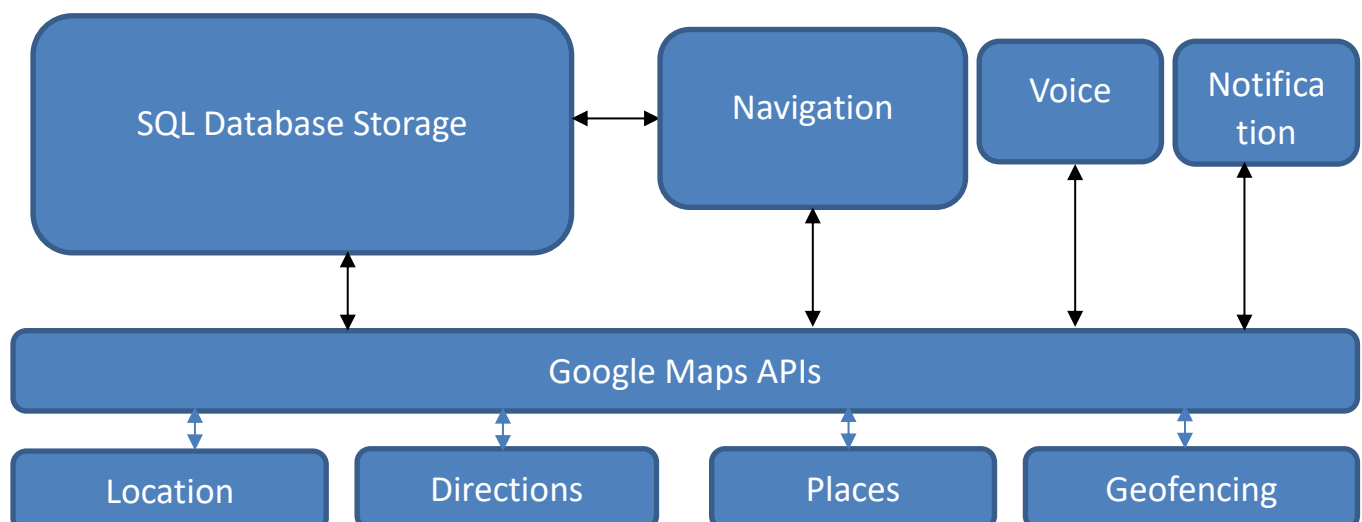 SQL Database Storage
Navigation
Voice
Notifica
tion
Google Maps APIs
Location
Directions
Places
Geofencing